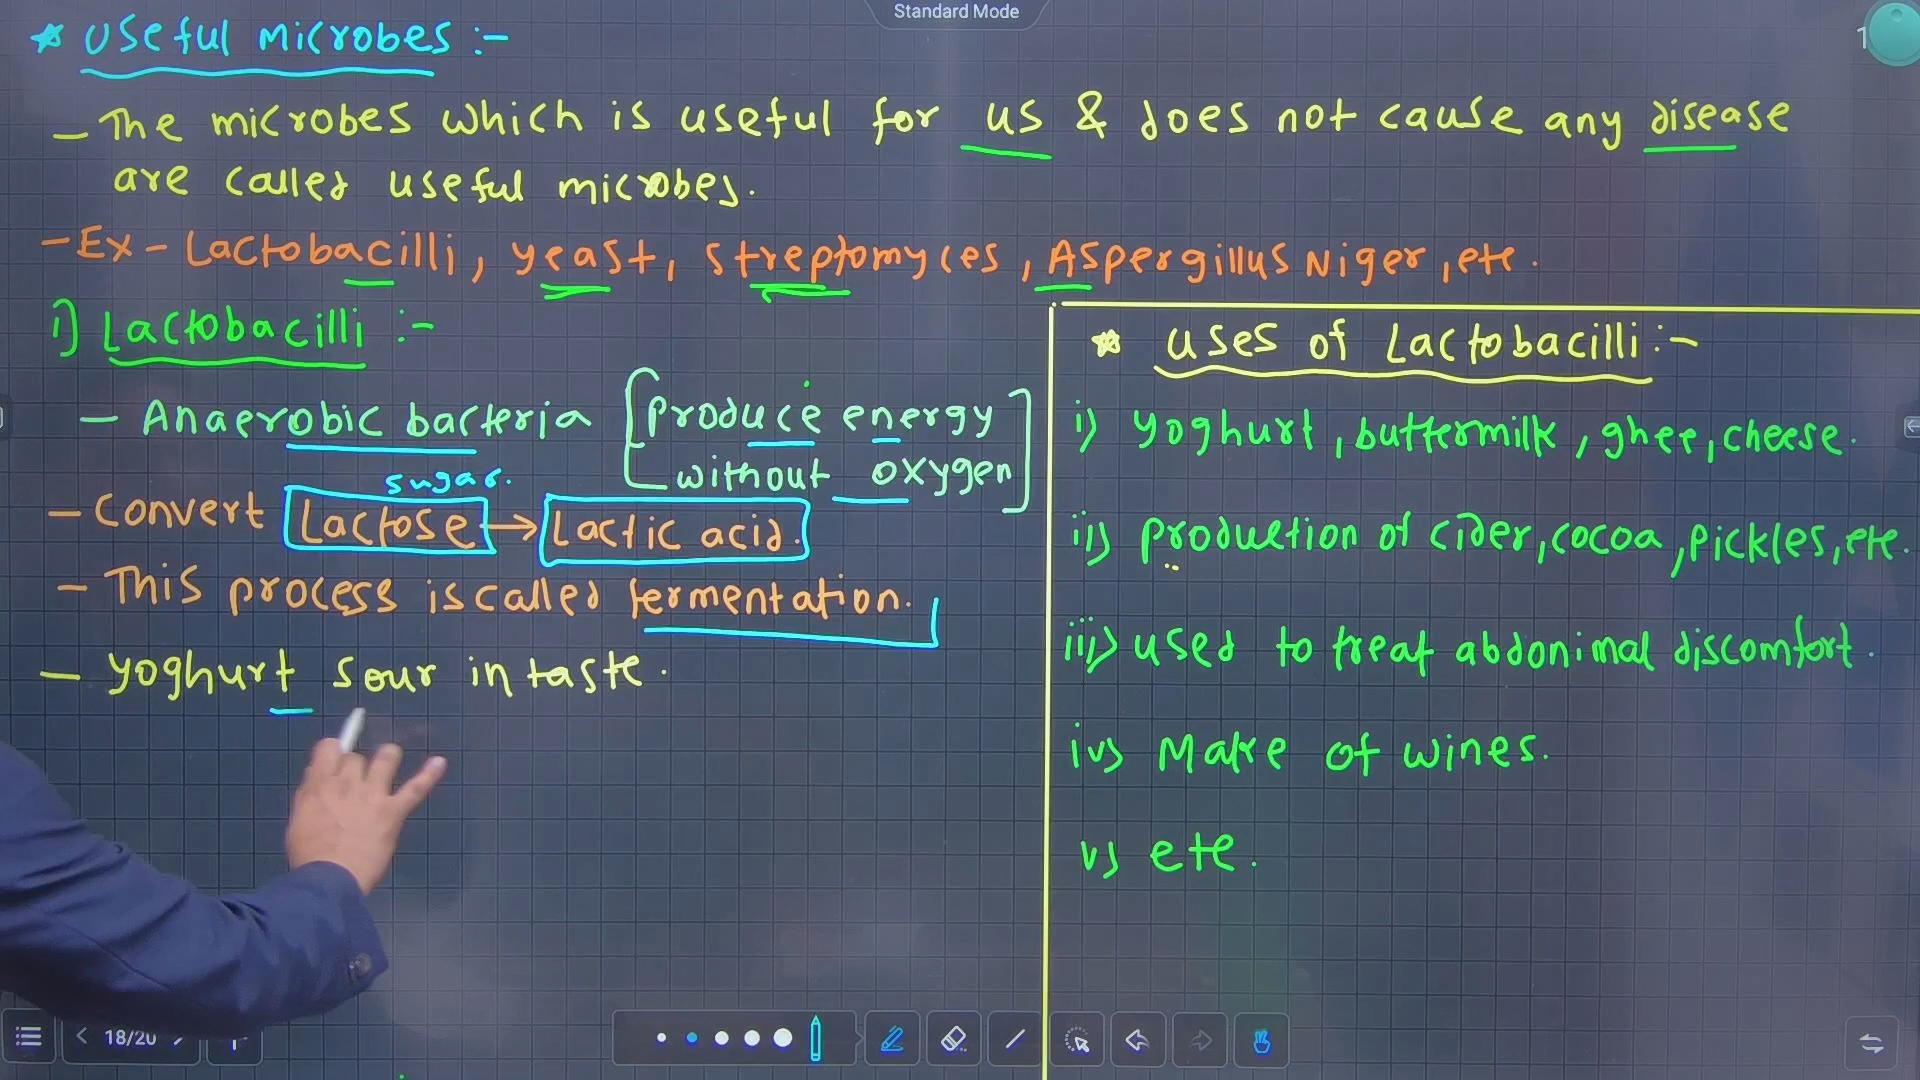 Standard Mode
1
* Useful Microbes :-
- The microbes which is useful for us & does not cause any disease
are called useful microbes.
- Ex - Lactobacilli, yeast, streptomyces, Aspergillus Niger, etc.
i) Lactobacilli :-
- Anaerobic bacteria [produce energy
without oxygen]
sugar.
- Convert Lactose → Lactic acid.
- This process is called fermentation.
- Yoghurt sour in taste.
* Uses of Lactobacilli :-
i) Yoghurt, buttermilk, ghee, cheese.
ii) production of cider, cocoa, pickles, etc.
iii) used to treat abdonimal discomfort.
iv) Make of wines.
v) etc.
18/20